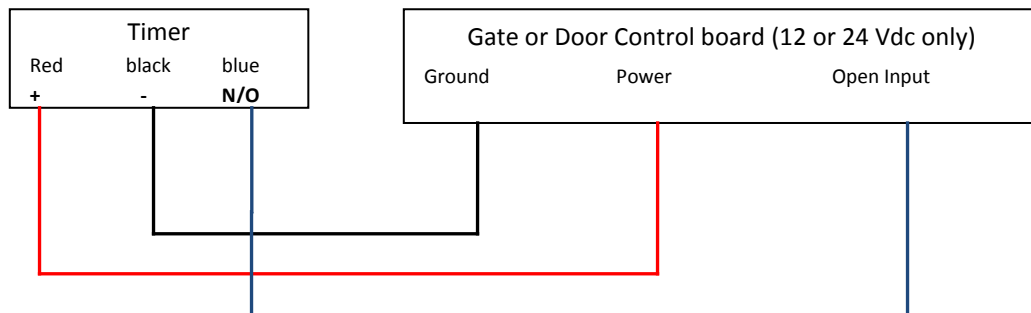 Timer
Red black blue
+ - N/O
Gate or Door Control board (12 or 24 Vdc only)
Ground Power Open Input